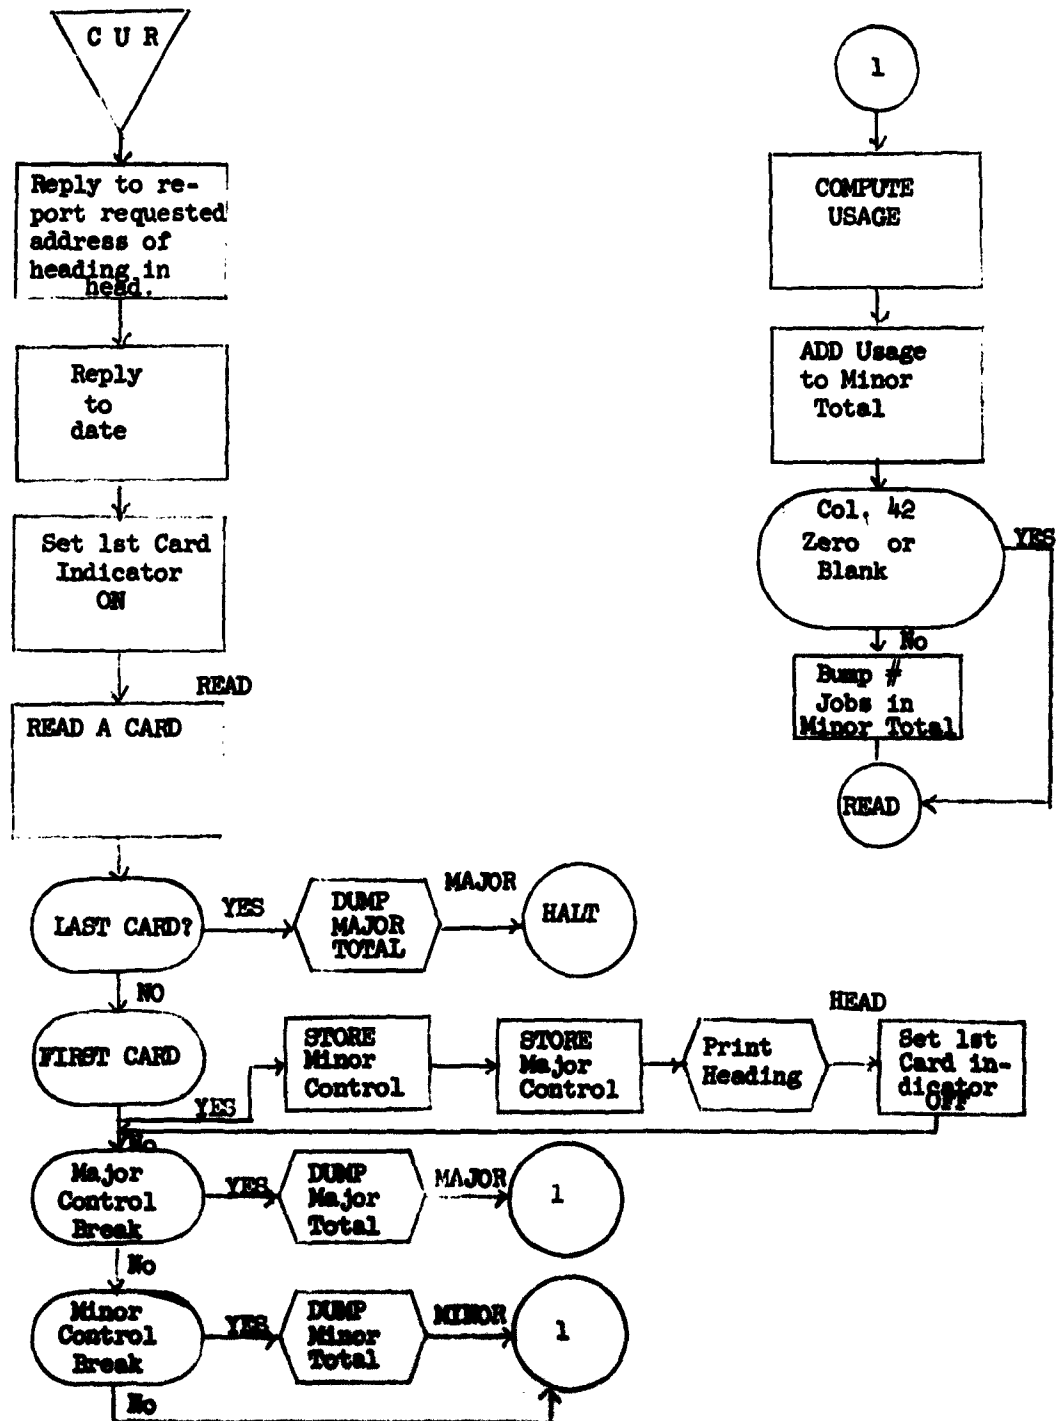 C U R
Reply to re-
port requested
address of
heading in
head.
Reply
to
date
Set 1st Card
Indicator
ON
READ
READ A CARD
LAST CARD?
YES
DUMP
MAJOR
TOTAL
MAJOR
HALT
NO
FIRST CARD
YES
STORE
Minor
Control
STORE
Major
Control
Print
Heading
HEAD
Set 1st
Card in-
dicator
OFF
No
Major
Control
Break
YES
DUMP
Major
Total
MAJOR
1
No
Minor
Control
Break
YES
DUMP
Minor
Total
MINOR
1
No
1
COMPUTE
USAGE
ADD Usage
to Minor
Total
Col. 42
Zero or
Blank
YES
No
Bump #
Jobs in
Minor Total
READ